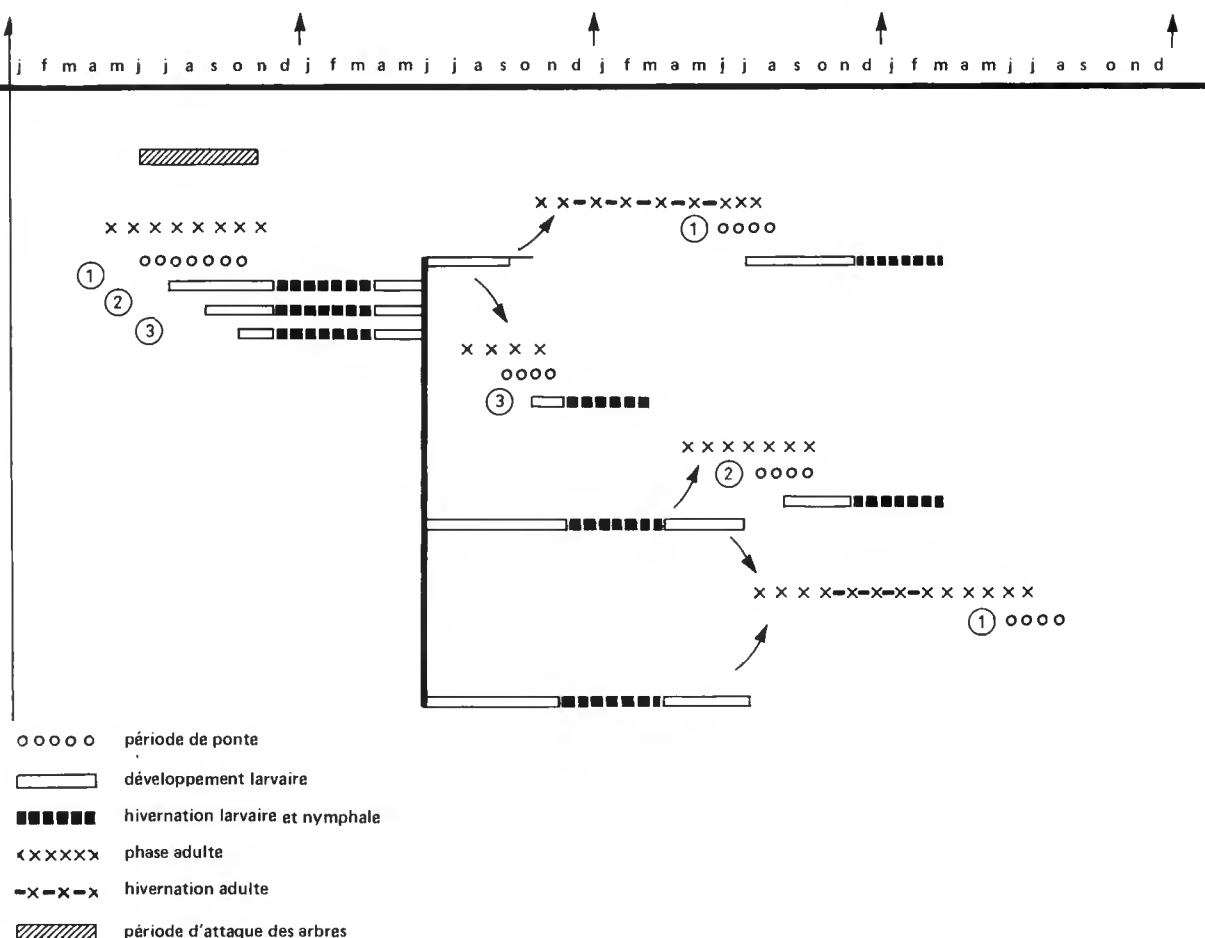 j f m a m j j a s o n d j f m a m j j a s o n d j f m a m j j a s o n d j f m a m j j a s o n d
1
1
2
3
3
2
1
période de ponte
développement larvaire
hivernation larvaire et nymphale
phase adulte
hivernation adulte
période d'attaque des arbres